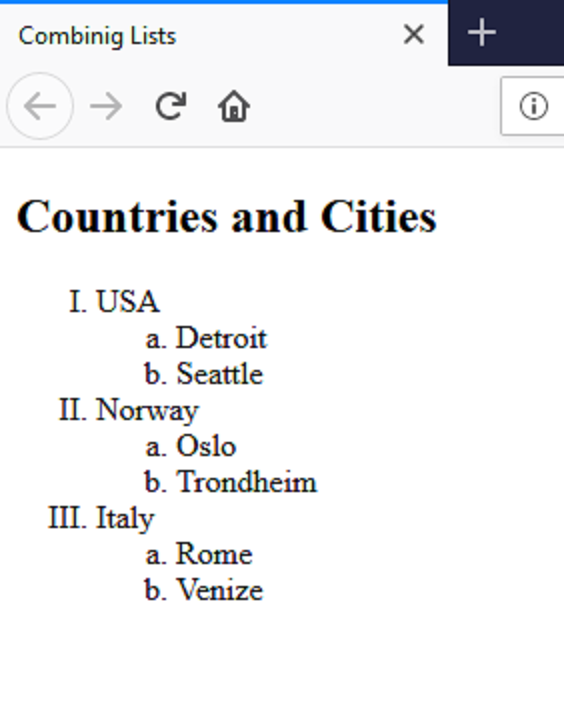 Combinig Lists
Countries and Cities
I. USA
a. Detroit
b. Seattle
II. Norway
a. Oslo
b. Trondheim
III. Italy
a. Rome
b. Venize